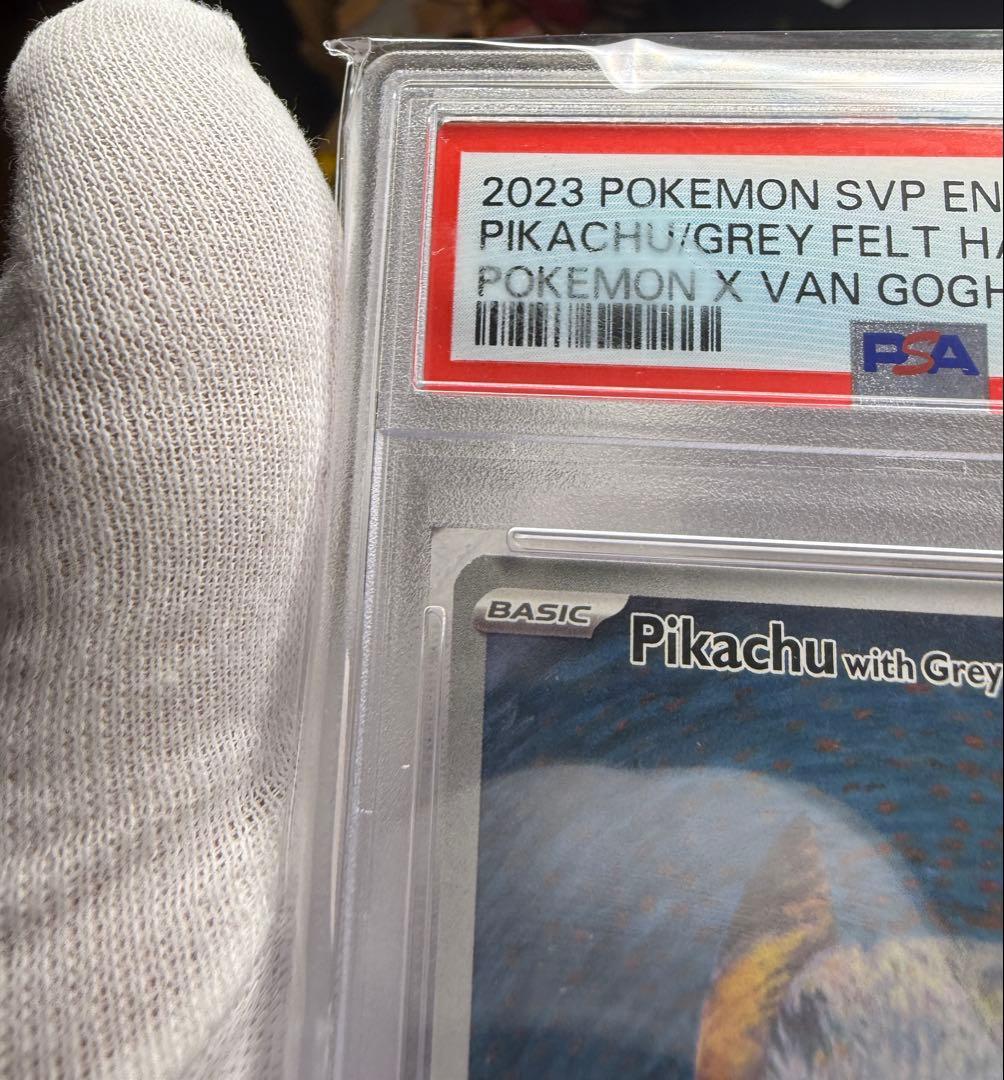 2023 POKEMON SVP EN
PIKACHU/GREY FELT HA
POKEMON X VAN GOGH
PSA
BASIC
Pikachu with Grey